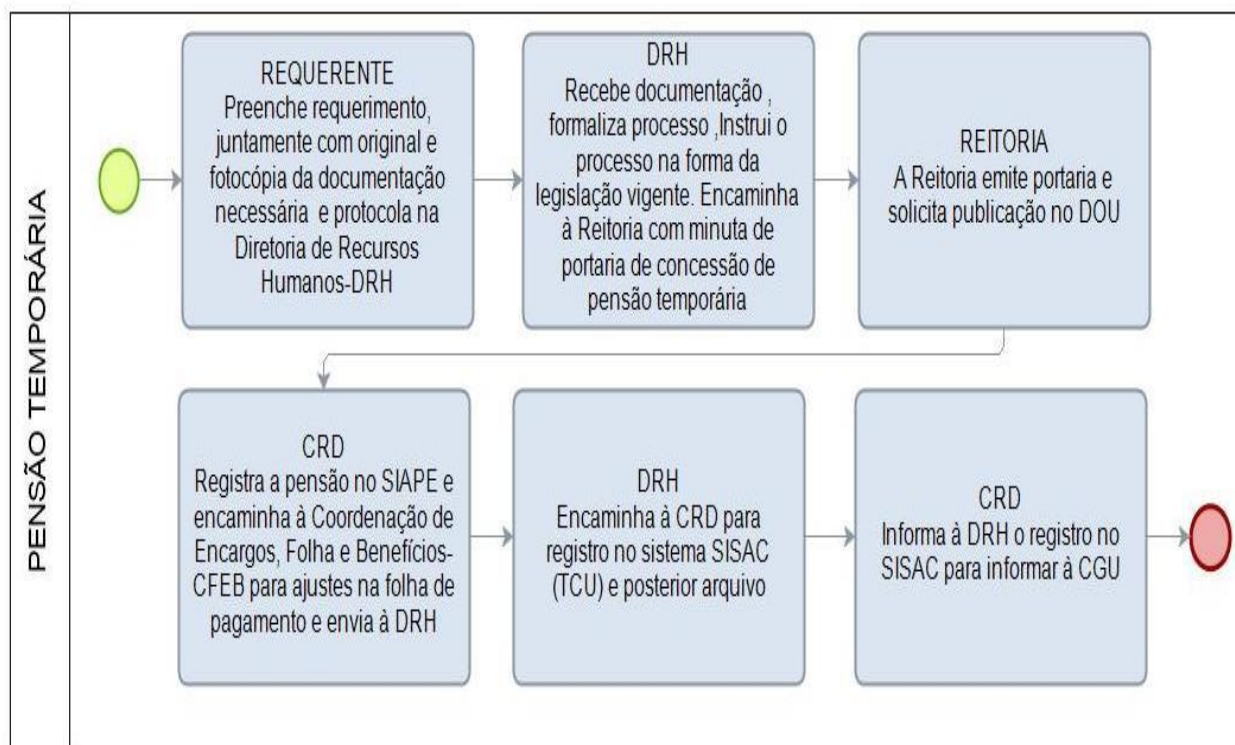 PENSÃO TEMPORÁRIA
REQUERENTE
Preenche requerimento,
juntamente com original e
fotocópia da documentação
necessária e protocola na
Diretoria de Recursos
Humanos-DRH
DRH
Recebe documentação ,
formaliza processo ,Instrui o
processo na forma da
legislação vigente. Encaminha
à Reitoria com minuta de
portaria de concessão de
pensão temporária
REITORIA
A Reitoria emite portaria e
solicita publicação no DOU
CRD
Registra a pensão no SIAPE e
encaminha à Coordenação de
Encargos, Folha e Benefícios-
CFEB para ajustes na folha de
pagamento e envia à DRH
DRH
Encaminha à CRD para
registro no sistema SISAC
(TCU) e posterior arquivo
CRD
Informa à DRH o registro no
SISAC para informar à CGU